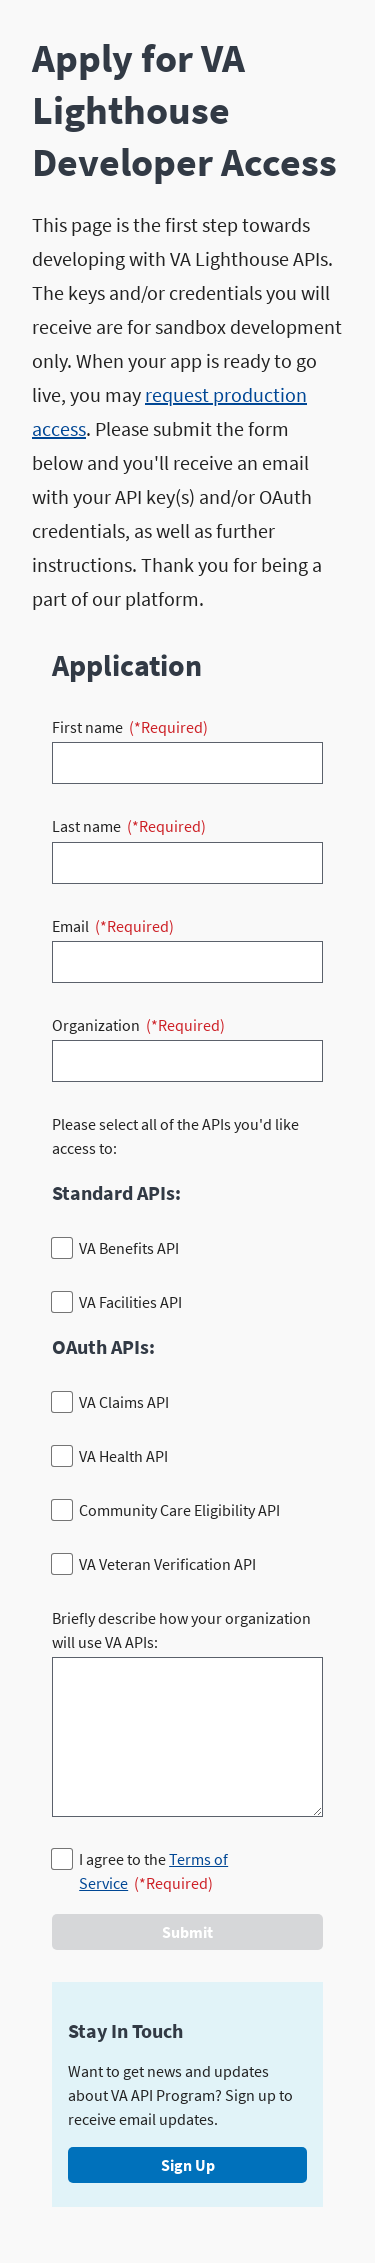 Apply for VA
Lighthouse
Developer Access
This page is the first step towards
developing with VA Lighthouse APIs.
The keys and/or credentials you will
receive are for sandbox development
only. When your app is ready to go
live, you may request production
access. Please submit the form
below and you'll receive an email
with your API key(s) and/or OAuth
credentials, as well as further
instructions. Thank you for being a
part of our platform.
Application
First name (*Required)
Last name (*Required)
Email (*Required)
Organization (*Required)
Please select all of the APIs you'd like
access to:
Standard APIs:
VA Benefits API
VA Facilities API
OAuth APIs:
VA Claims API
VA Health API
Community Care Eligibility API
VA Veteran Verification API
Briefly describe how your organization
will use VA APIs:
I agree to the Terms of
Service (*Required)
Submit
Stay In Touch
Want to get news and updates
about VA API Program? Sign up to
receive email updates.
Sign Up